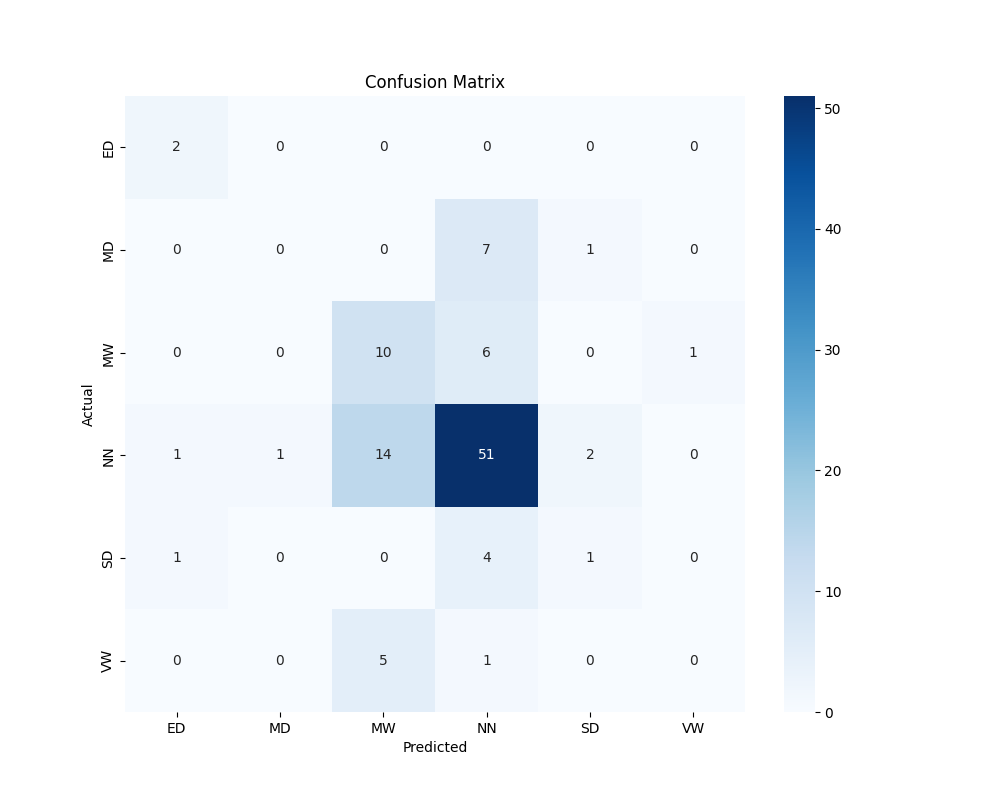 Confusion Matrix
ED 2 0 0 0 0 0
MD 0 0 0 7 1 0
MW 0 0 10 6 0 1
NN 1 1 14 51 2 0
SD 1 0 0 4 1 0
VW 0 0 5 1 0 0
ED MD MW NN SD VW
Predicted
Actual
50
40
30
20
10
0